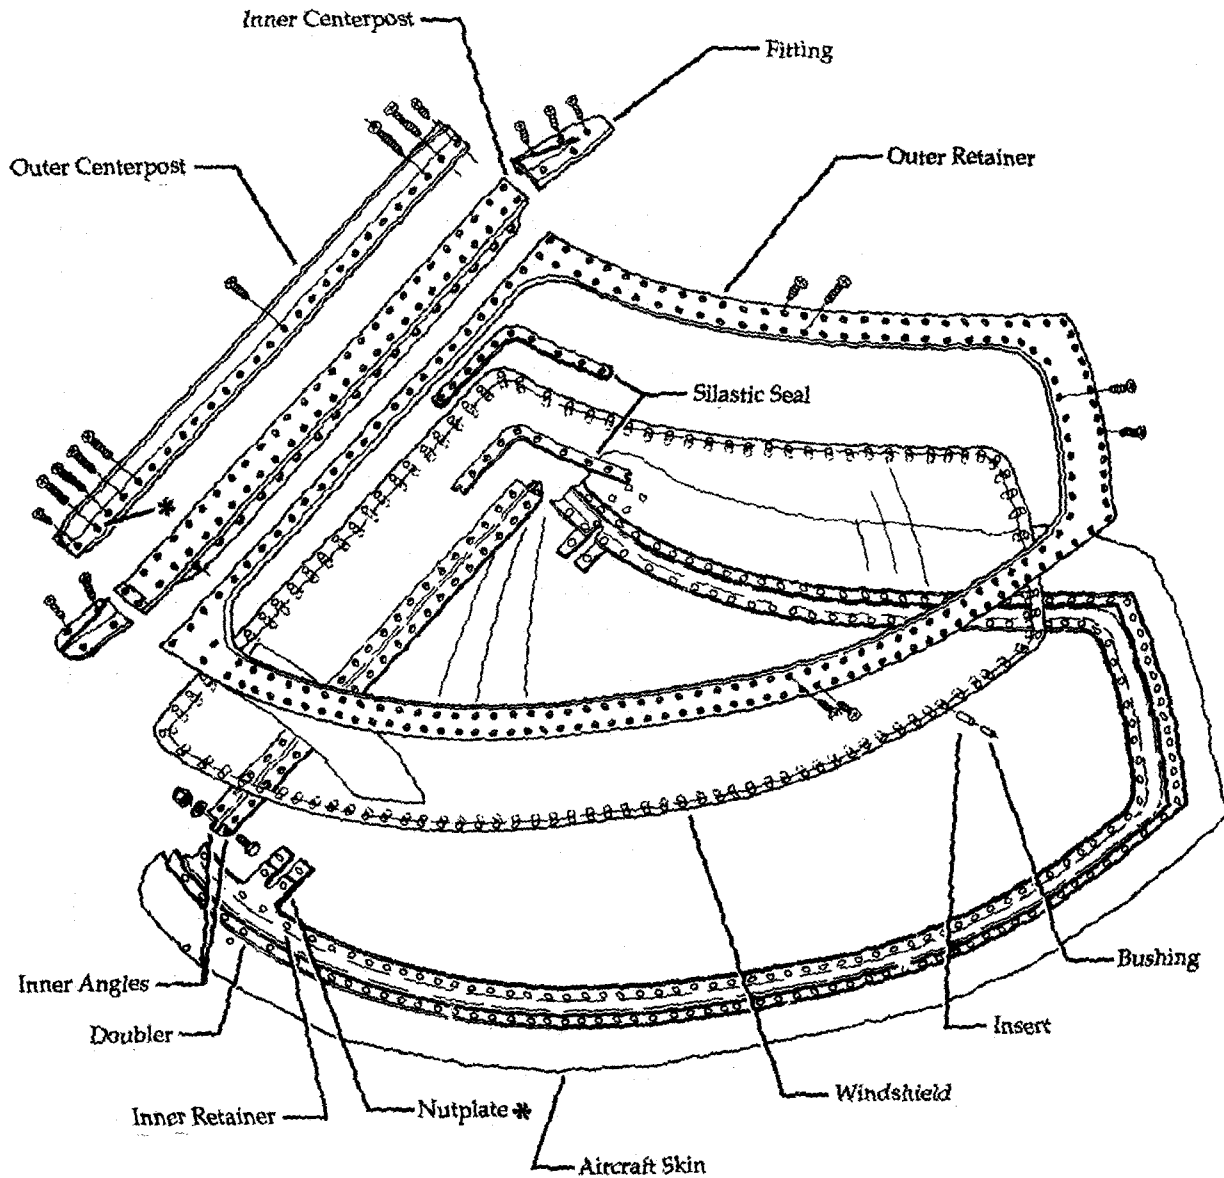 Inner Centerpost
Fitting
Outer Centerpost
Outer Retainer
Silastic Seal
*
Inner Angles
Bushing
Doubler
Insert
Windshield
Inner Retainer
Nutplate *
Aircraft Skin